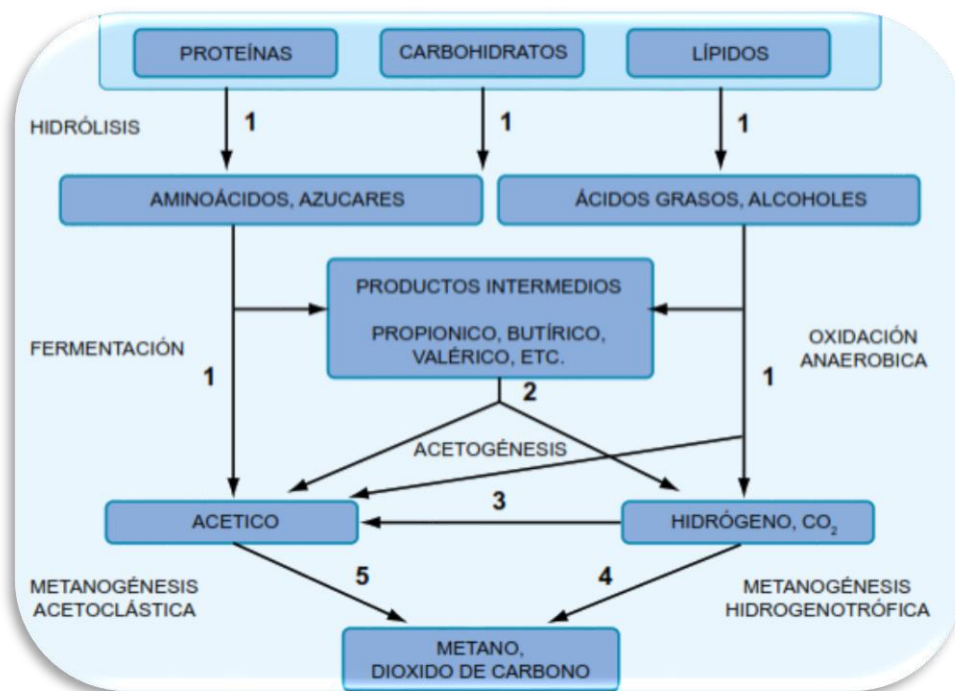 PROTEÍNAS
CARBOHIDRATOS
LÍPIDOS
HIDRÓLISIS
1
1
1
AMINOÁCIDOS, AZUCARES
ÁCIDOS GRASOS, ALCOHOLES
PRODUCTOS INTERMEDIOS
PROPIONICO, BUTÍRICO,
VALÉRICO, ETC.
FERMENTACIÓN
1
OXIDACIÓN
ANAEROBICA
1
2
ACETOGÉNESIS
ACETICO
3
HIDRÓGENO, CO₂
METANOGÉNESIS
ACETOCLÁSTICA
5
4
METANOGÉNESIS
HIDROGENOTRÓFICA
METANO,
DIOXIDO DE CARBONO